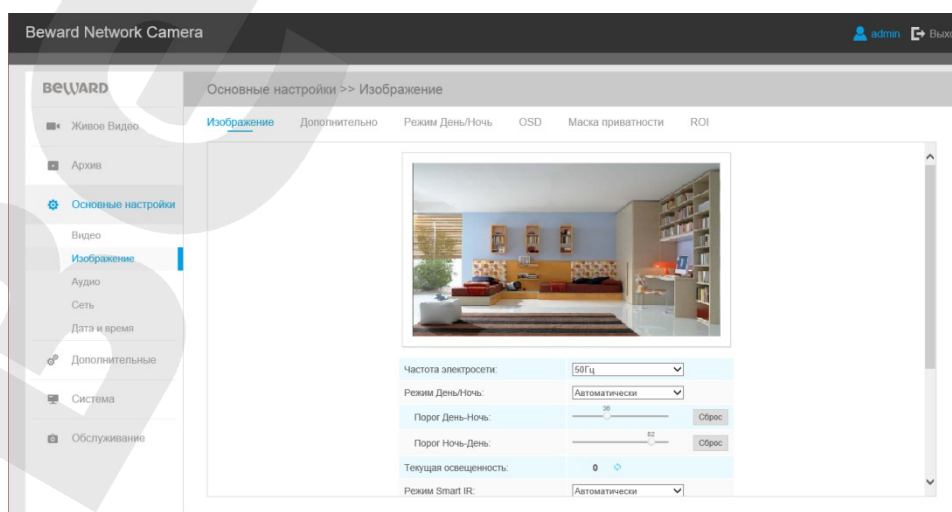 Beward Network Camera
admin
BEWARD
Основные настройки >> Изображение
Живое Видео
Архив
Основные настройки
Видео
Изображение
Аудио
Сеть
Дата и время
Дополнительные
Система
Обслуживание
Изображение Дополнительно Режим День/Ночь OSD Маска приватности ROI
Частота электросети: 50Гц
Режим День/Ночь: Автоматически
Порог День-Ночь: 36 Сброс
Порог Ночь-День: 82 Сброс
Текущая освещенность: 0
Режим Smart IR: Автоматически